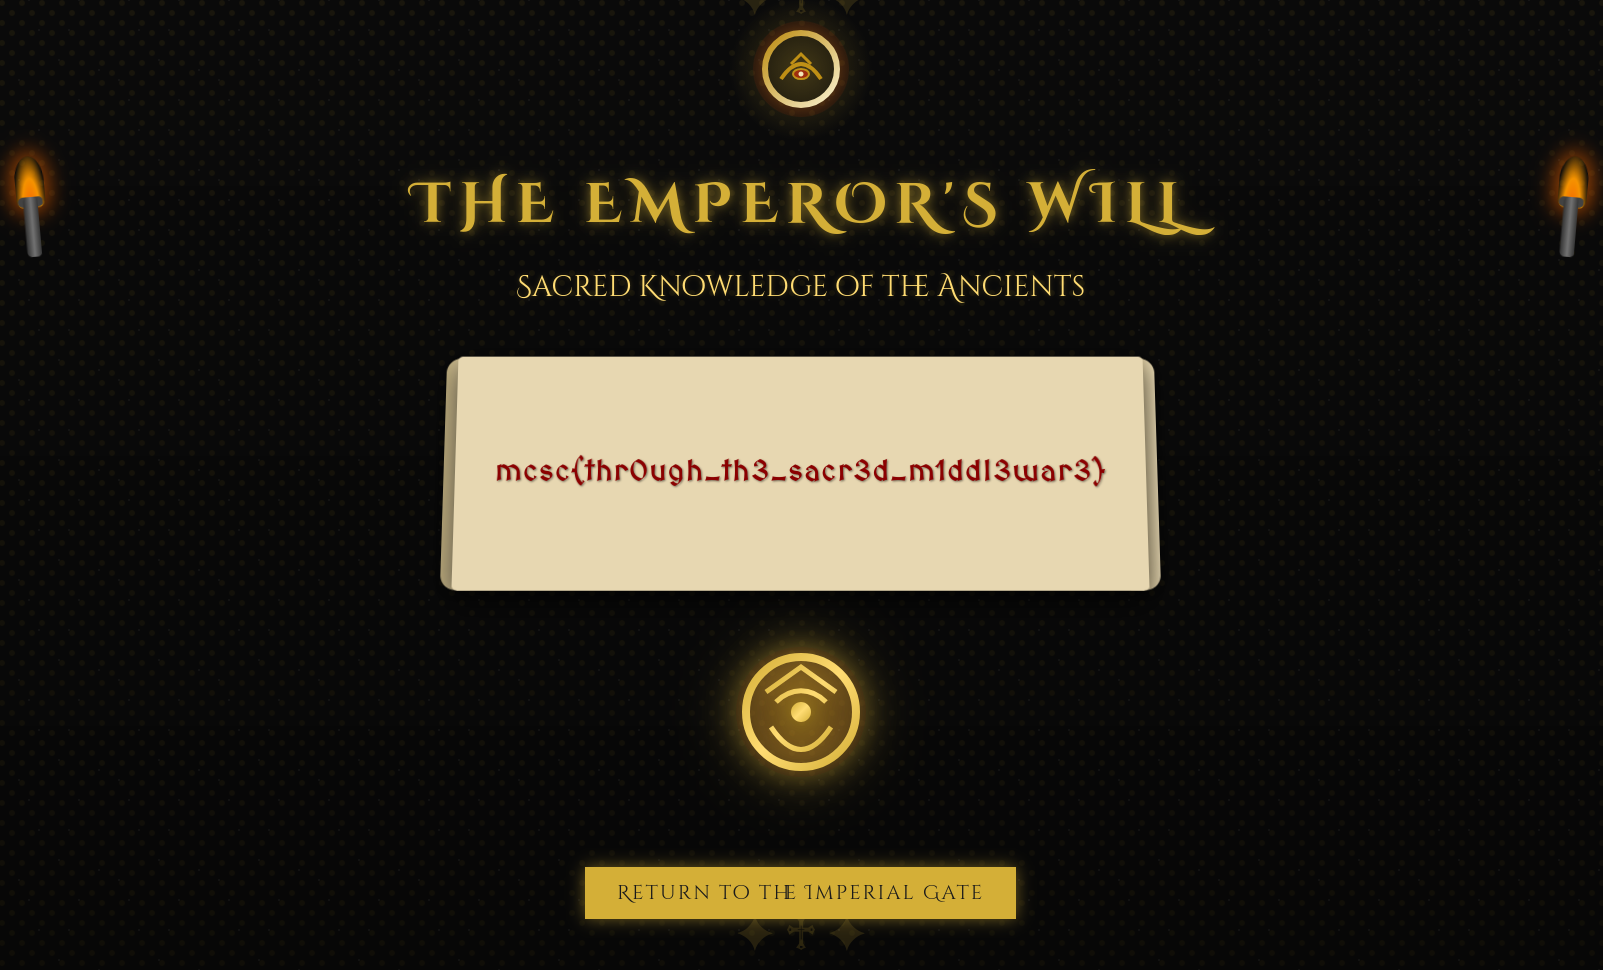 THE EMPEROR'S WILL
SACRED KNOWLEDGE OF THE ANCIENTS
mcsc{thr0ugh_th3_sacr3d_m1ddl3war3}
RETURN TO THE IMPERIAL GATE